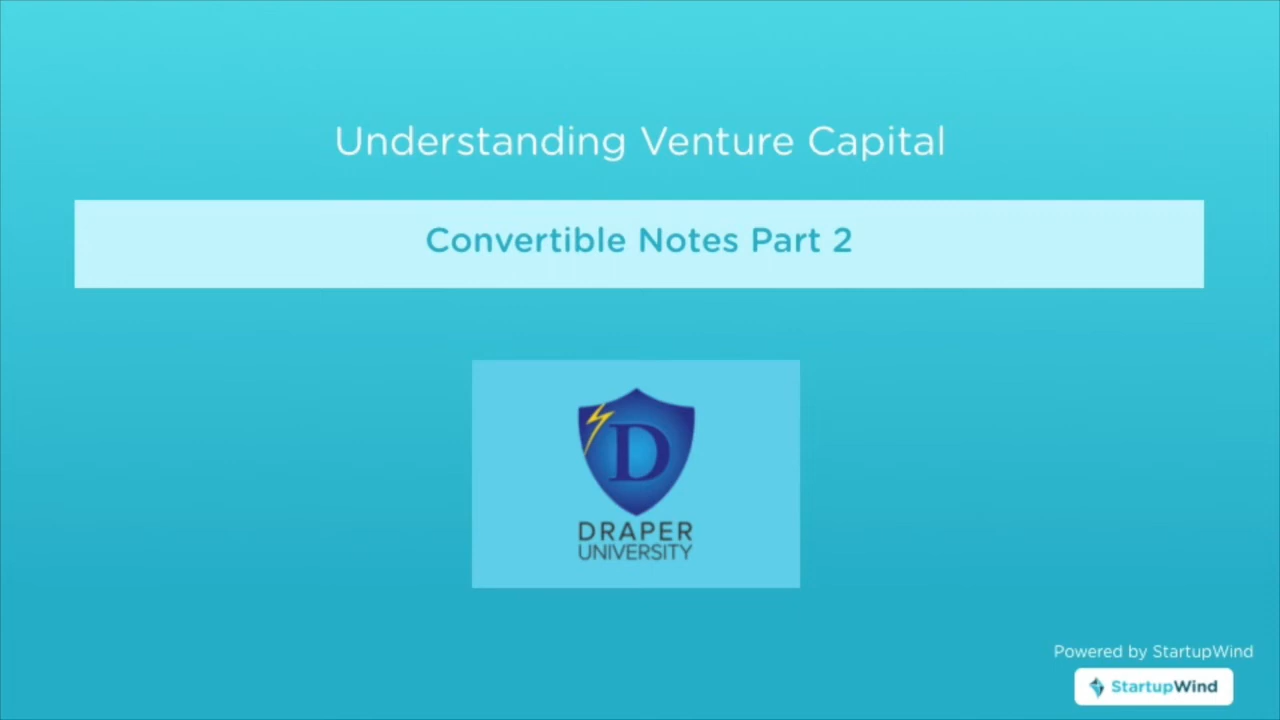 Understanding Venture Capital
Convertible Notes Part 2
D
DRAPER
UNIVERSITY
Powered by StartupWind
StartupWind